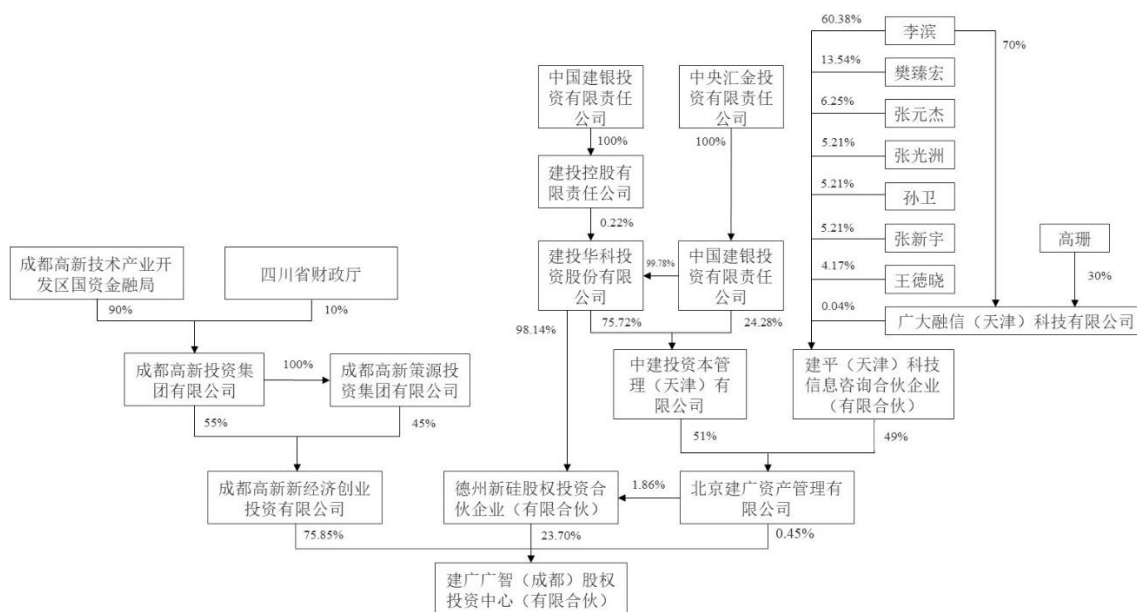 60.38%
李滨
70%
13.54%
樊臻宏
中国建银投
资有限责任
公司
中央汇金投
资有限责任
公司
6.25%
张元杰
100%
100%
5.21%
张光洲
建投控股有
限责任公司
5.21%
孙卫
0.22%
5.21%
张新宇
高珊
成都高新技术产业开
发区国资金融局
四川省财政厅
建投华科投
资股份有限
公司
99.78%
中国建银投
资有限责任
公司
4.17%
王德晓
30%
90%
10%
0.04%
广大融信（天津）科技有限公司
98.14%
75.72%
24.28%
成都高新投资集
团有限公司
100%
成都高新策源投
资集团有限公司
中建投资本管
理（天津）有
限公司
建平（天津）科技
信息咨询合伙企业
（有限合伙）
55%
45%
51%
49%
成都高新新经济创业
投资有限公司
德州新硅股权投资合
伙企业（有限合伙）
1.86%
北京建广资产管理有
限公司
75.85%
23.70%
0.45%
建广广智（成都）股权
投资中心（有限合伙）